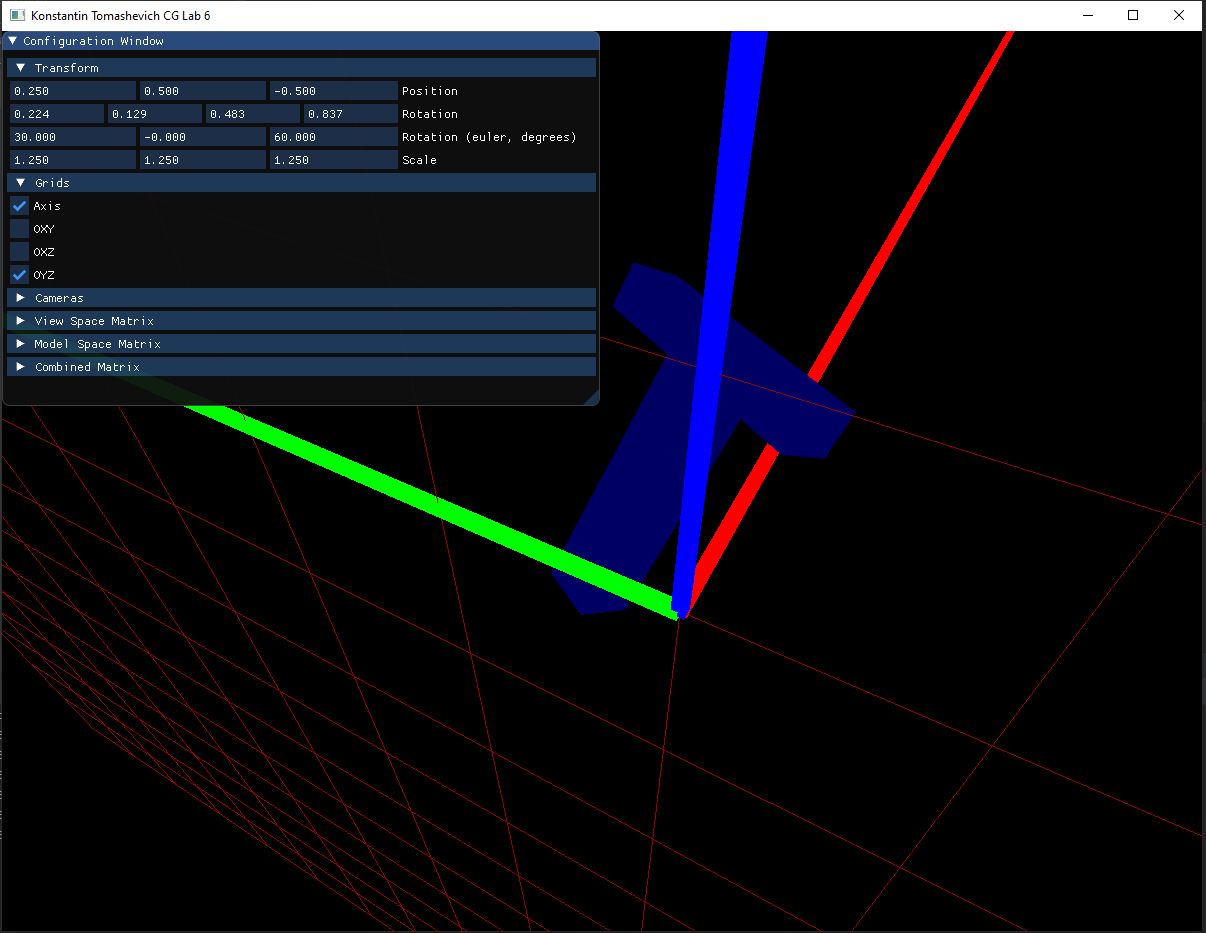 Konstantin Tomashevich CG Lab 6
Configuration Window
Transform
0.250 0.500 -0.500 Position
0.224 0.129 0.483 0.837 Rotation
30.000 -0.000 60.000 Rotation (euler, degrees)
1.250 1.250 1.250 Scale
Grids
Axis
OXY
OXZ
OYZ
Cameras
View Space Matrix
Model Space Matrix
Combined Matrix